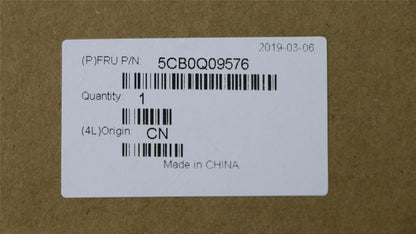 2019-03-06
(P)FRU P/N: 5CB0Q09576
Quantity: 1
(4L)Origin: CN
Made in CHINA